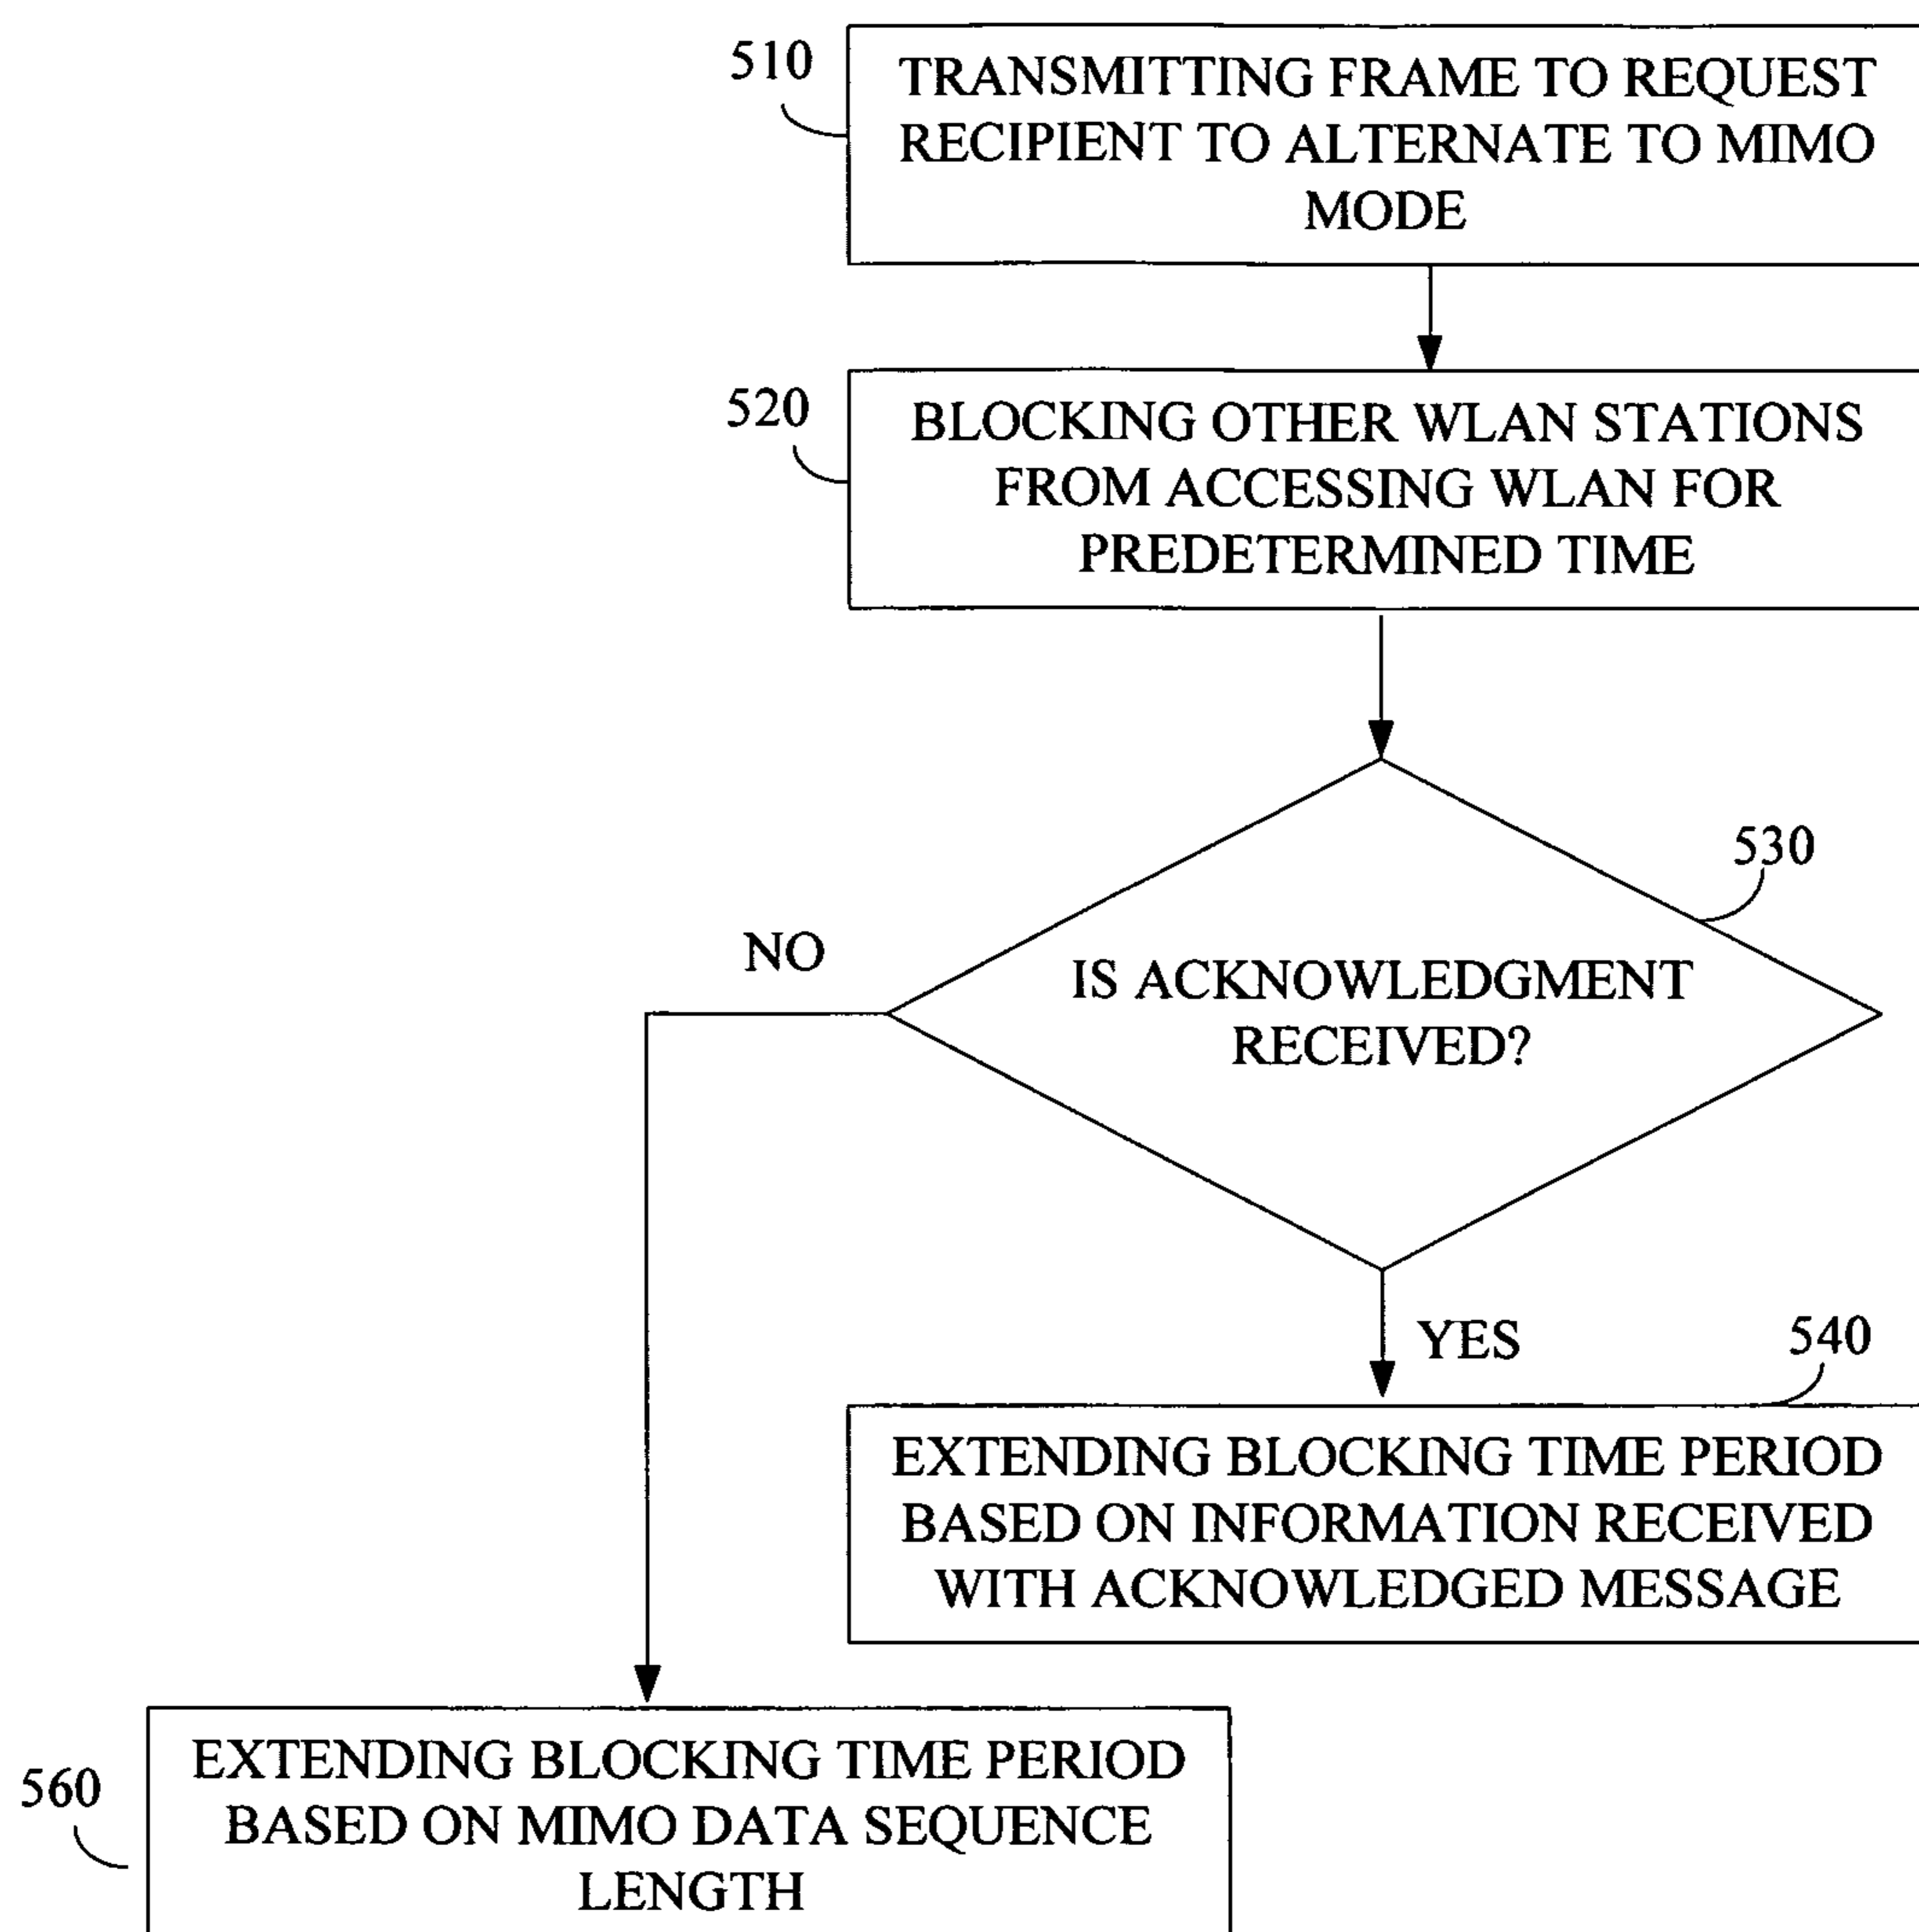 510
TRANSMITTING FRAME TO REQUEST
RECIPIENT TO ALTERNATE TO MIMO
MODE
520
BLOCKING OTHER WLAN STATIONS
FROM ACCESSING WLAN FOR
PREDETERMINED TIME
530
NO
IS ACKNOWLEDGMENT
RECEIVED?
YES
540
EXTENDING BLOCKING TIME PERIOD
BASED ON INFORMATION RECEIVED
WITH ACKNOWLEDGED MESSAGE
560
EXTENDING BLOCKING TIME PERIOD
BASED ON MIMO DATA SEQUENCE
LENGTH